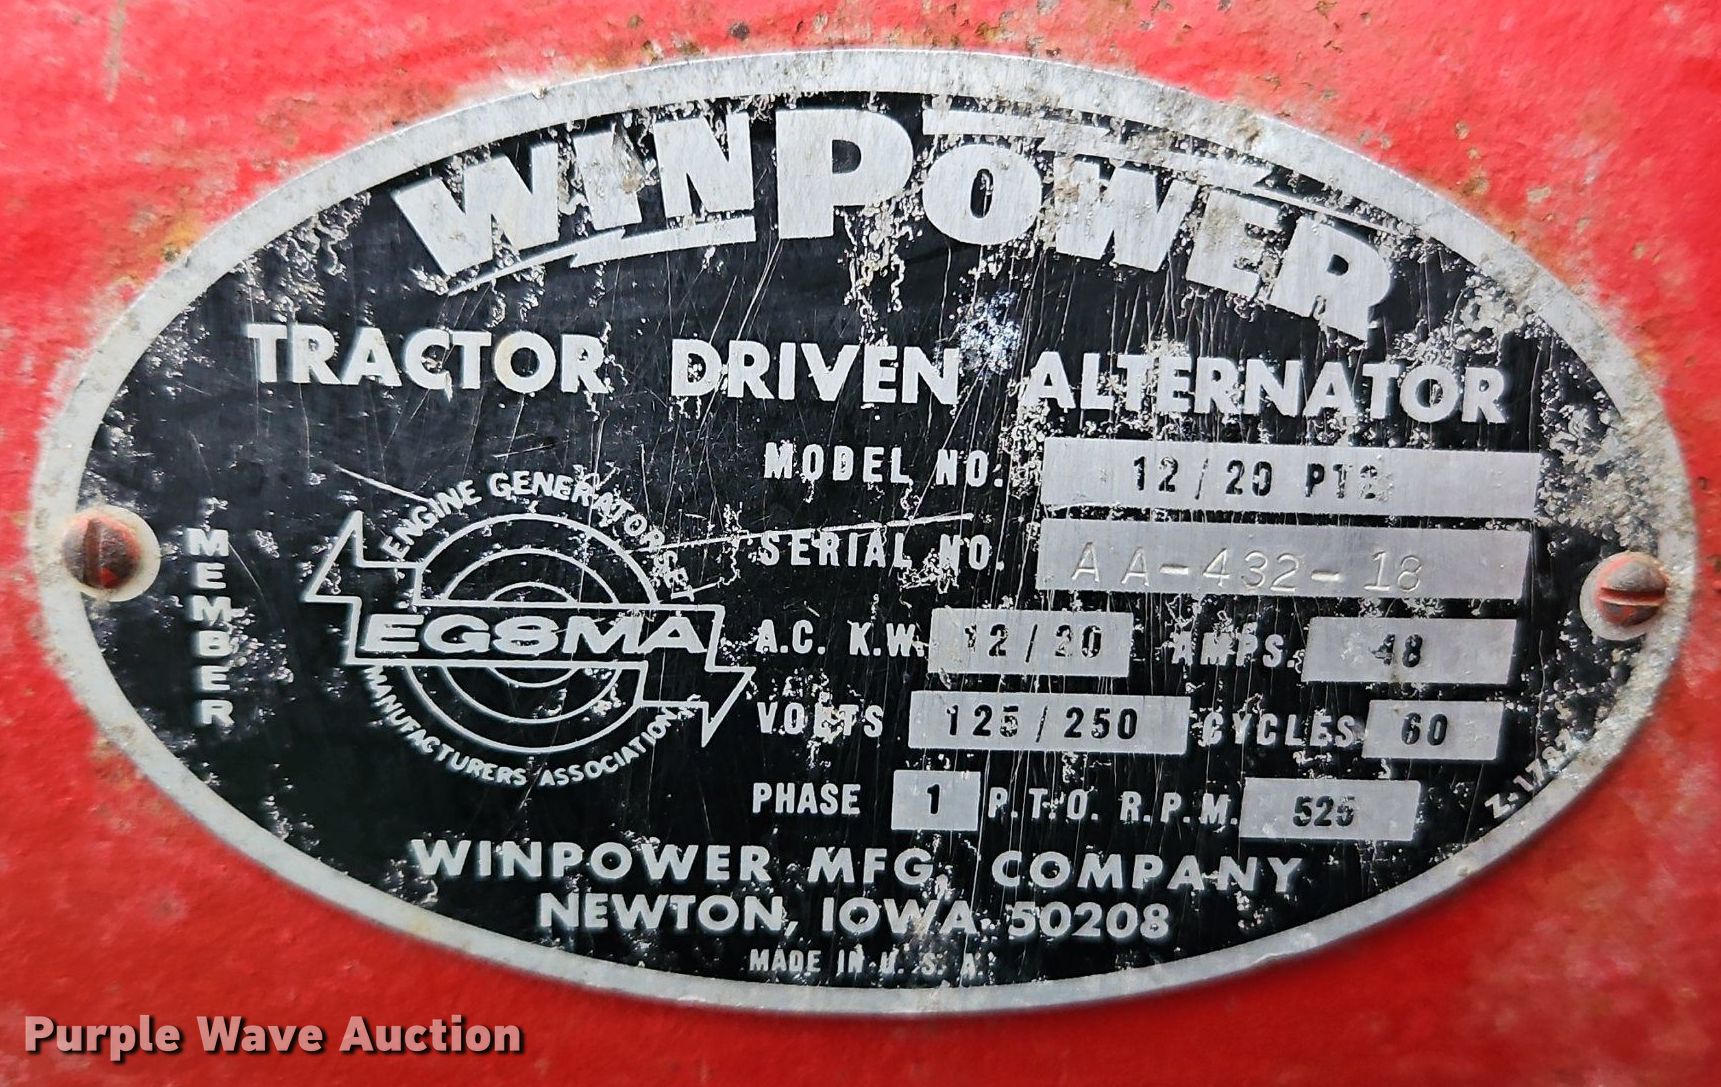 WINPOWER
TRACTOR DRIVEN ALTERNATOR
MODEL NO. 12/20 PT2
SERIAL NO. AA-432-18
MEMBER
ENGINE GENERATOR SET
EGSMA
MANUFACTURERS ASSOCIATION
A.C. K.W. 12/20 AMPS. 48
VOLTS 125/250 CYCLES 60
PHASE 1 P.T.O. R.P.M. 525
WINPOWER MFG. COMPANY
NEWTON, IOWA 50208
MADE IN U.S.A.
Purple Wave Auction